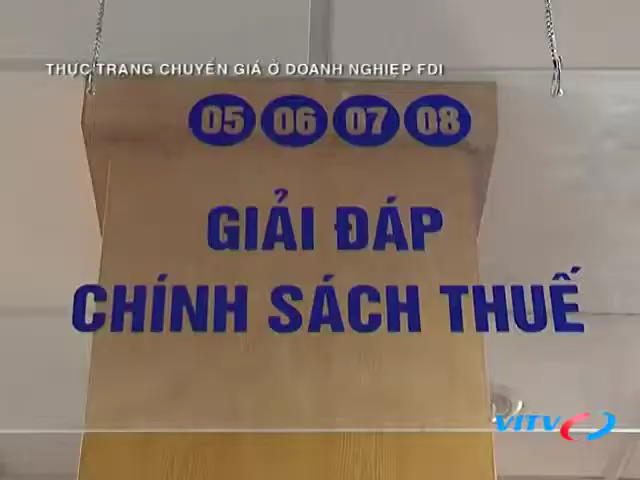 THỰC TRẠNG CHUYỂN GIÁ Ở DOANH NGHIỆP FDI
05 06 07 08
GIẢI ĐÁP
CHÍNH SÁCH THUẾ
VITV